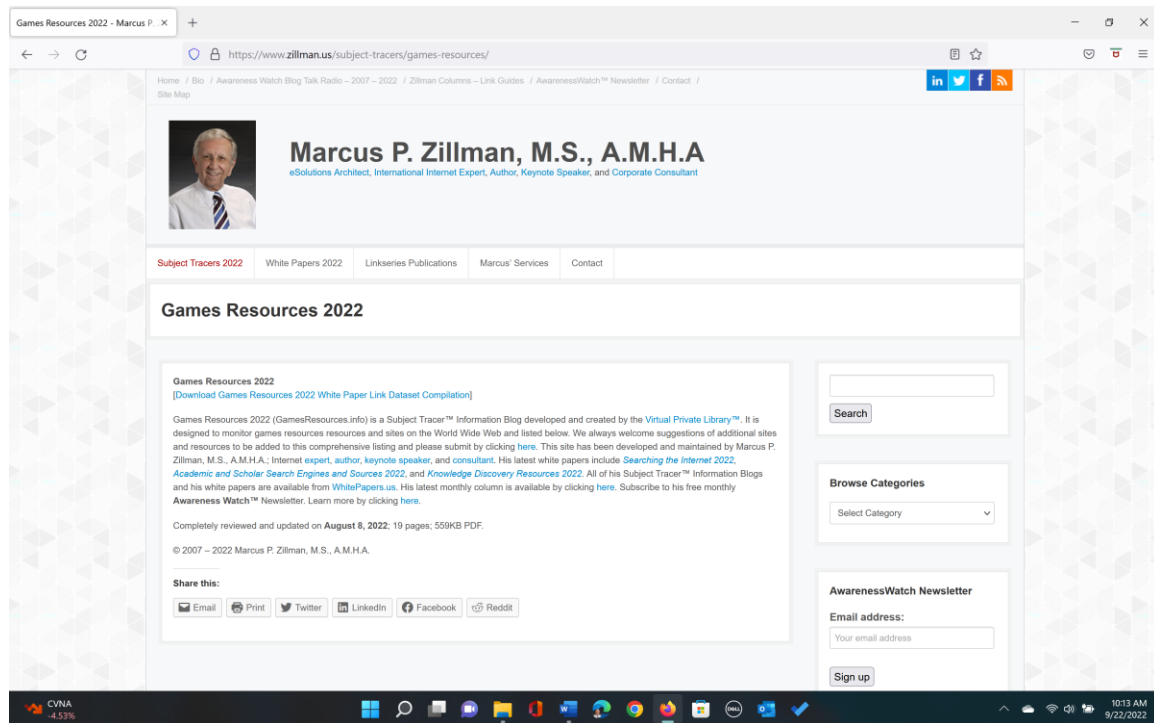 Games Resources 2022 - Marcus P.
https://www.zillman.us/subject-tracers/games-resources/
Home / Bio / Awareness Watch Blog Talk Radio – 2007 – 2022 / Zillman Columns – Link Guides / AwarenessWatch™ Newsletter / Contact /
Site Map
in f
Marcus P. Zillman, M.S., A.M.H.A
eSolutions Architect, International Internet Expert, Author, Keynote Speaker, and Corporate Consultant
Subject Tracers 2022 White Papers 2022 Linkseries Publications Marcus' Services Contact
Games Resources 2022
Games Resources 2022
[Download Games Resources 2022 White Paper Link Dataset Compilation]
Games Resources 2022 (GamesResources.info) is a Subject Tracer™ Information Blog developed and created by the Virtual Private Library™. It is
designed to monitor games resources resources and sites on the World Wide Web and listed below. We always welcome suggestions of additional sites
and resources to be added to this comprehensive listing and please submit by clicking here. This site has been developed and maintained by Marcus P.
Zillman, M.S., A.M.H.A.; Internet expert, author, keynote speaker, and consultant. His latest white papers include Searching the Internet 2022,
Academic and Scholar Search Engines and Sources 2022, and Knowledge Discovery Resources 2022. All of his Subject Tracer™ Information Blogs
and his white papers are available from WhitePapers.us. His latest monthly column is available by clicking here. Subscribe to his free monthly
Awareness Watch™ Newsletter. Learn more by clicking here.
Completely reviewed and updated on August 8, 2022; 19 pages; 559KB PDF.
© 2007 – 2022 Marcus P. Zillman, M.S., A.M.H.A.
Share this:
Email Print Twitter LinkedIn Facebook Reddit
Search
Browse Categories
Select Category
AwarenessWatch Newsletter
Email address:
Your email address
Sign up
CVNA
-4.53%
DELL
10:13 AM
9/22/2022